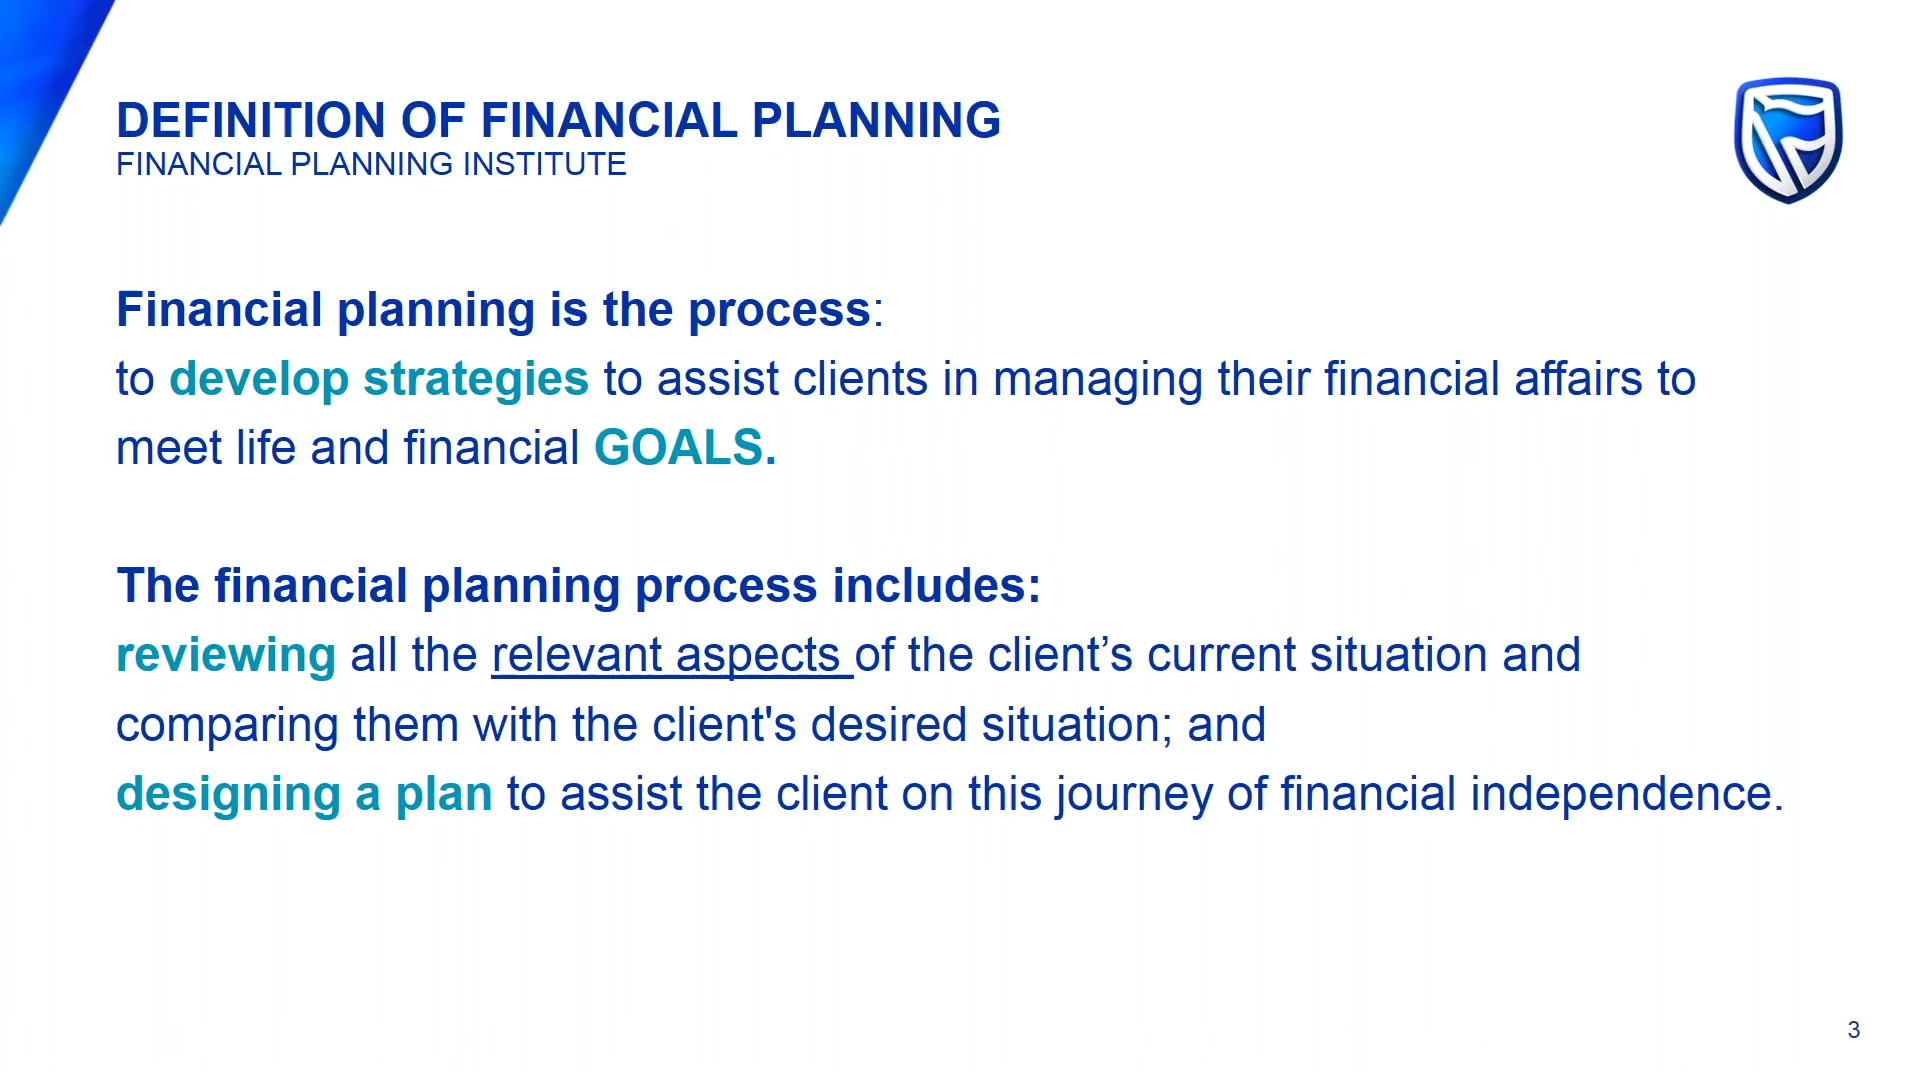 DEFINITION OF FINANCIAL PLANNING
FINANCIAL PLANNING INSTITUTE
Financial planning is the process:
to develop strategies to assist clients in managing their financial affairs to
meet life and financial GOALS.
The financial planning process includes:
reviewing all the relevant aspects of the client’s current situation and
comparing them with the client's desired situation; and
designing a plan to assist the client on this journey of financial independence.
3